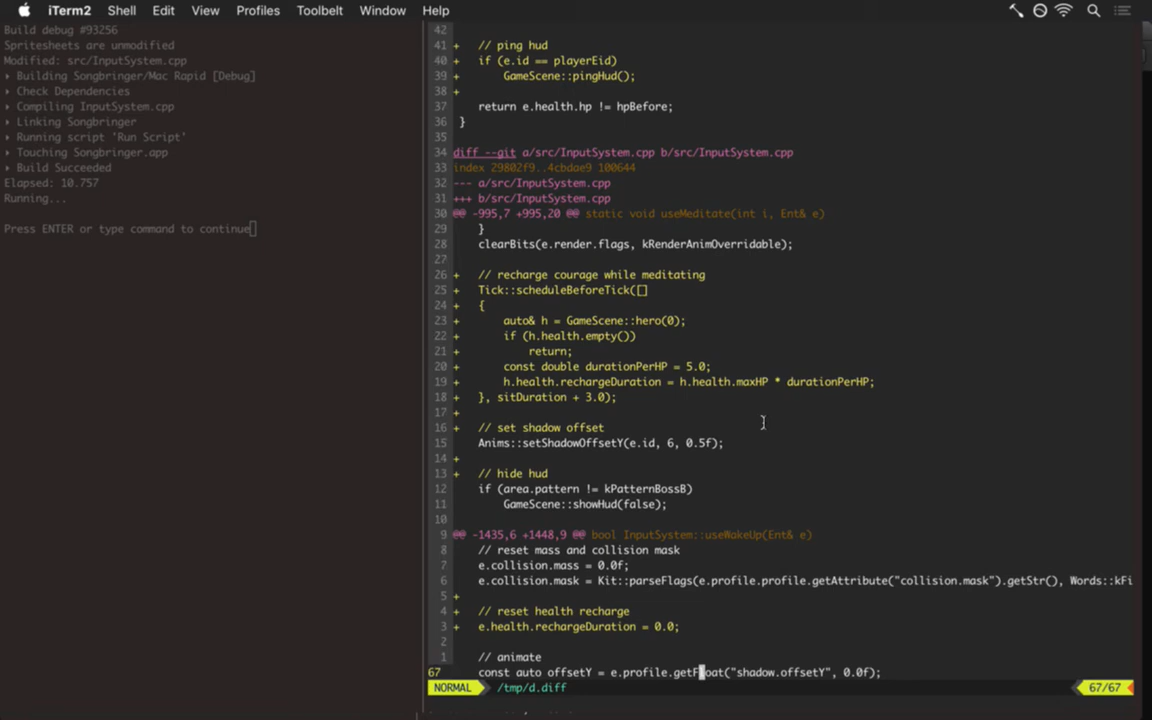 iTerm2 Shell Edit View Profiles Toolbelt Window Help
Build debug #93256
Spritesheets are unmodified
Modified: src/InputSystem.cpp
▸ Building Songbringer/Mac Rapid [Debug]
▸ Check Dependencies
▸ Compiling InputSystem.cpp
▸ Linking Songbringer
▸ Running script 'Run Script'
▸ Touching Songbringer.app
▸ Build Succeeded
Elapsed: 10.757
Running...
Press ENTER or type command to continue
42
41 + // ping hud
40 + if (e.id == playerEid)
39 + GameScene::pingHud();
38 +
37 return e.health.hp != hpBefore;
36 }
35
34 diff --git a/src/InputSystem.cpp b/src/InputSystem.cpp
33 index 29802f9..4cbdae9 100644
32 --- a/src/InputSystem.cpp
31 +++ b/src/InputSystem.cpp
30 @@ -995,7 +995,20 @@ static void useMeditate(int i, Ent& e)
29 }
28 clearBits(e.render.flags, kRenderAnimOverridable);
27
26 + // recharge courage while meditating
25 + Tick::scheduleBeforeTick([]
24 + {
23 + auto& h = GameScene::hero(0);
22 + if (h.health.empty())
21 + return;
20 + const double durationPerHP = 5.0;
19 + h.health.rechargeDuration = h.health.maxHP * durationPerHP;
18 + }, sitDuration + 3.0);
17 +
16 + // set shadow offset
15 Anims::setShadowOffsetY(e.id, 6, 0.5f);
14 +
13 + // hide hud
12 if (area.pattern != kPatternBossB)
11 GameScene::showHud(false);
10
9 @@ -1435,6 +1448,9 @@ bool InputSystem::useWakeUp(Ent& e)
8 // reset mass and collision mask
7 e.collision.mass = 0.0f;
6 e.collision.mask = Kit::parseFlags(e.profile.profile.getAttribute("collision.mask").getStr(), Words::kFi
5 +
4 + // reset health recharge
3 + e.health.rechargeDuration = 0.0;
2
1 // animate
67 const auto offsetY = e.profile.getFloat("shadow.offsetY", 0.0f);
NORMAL /tmp/d.diff 67/67